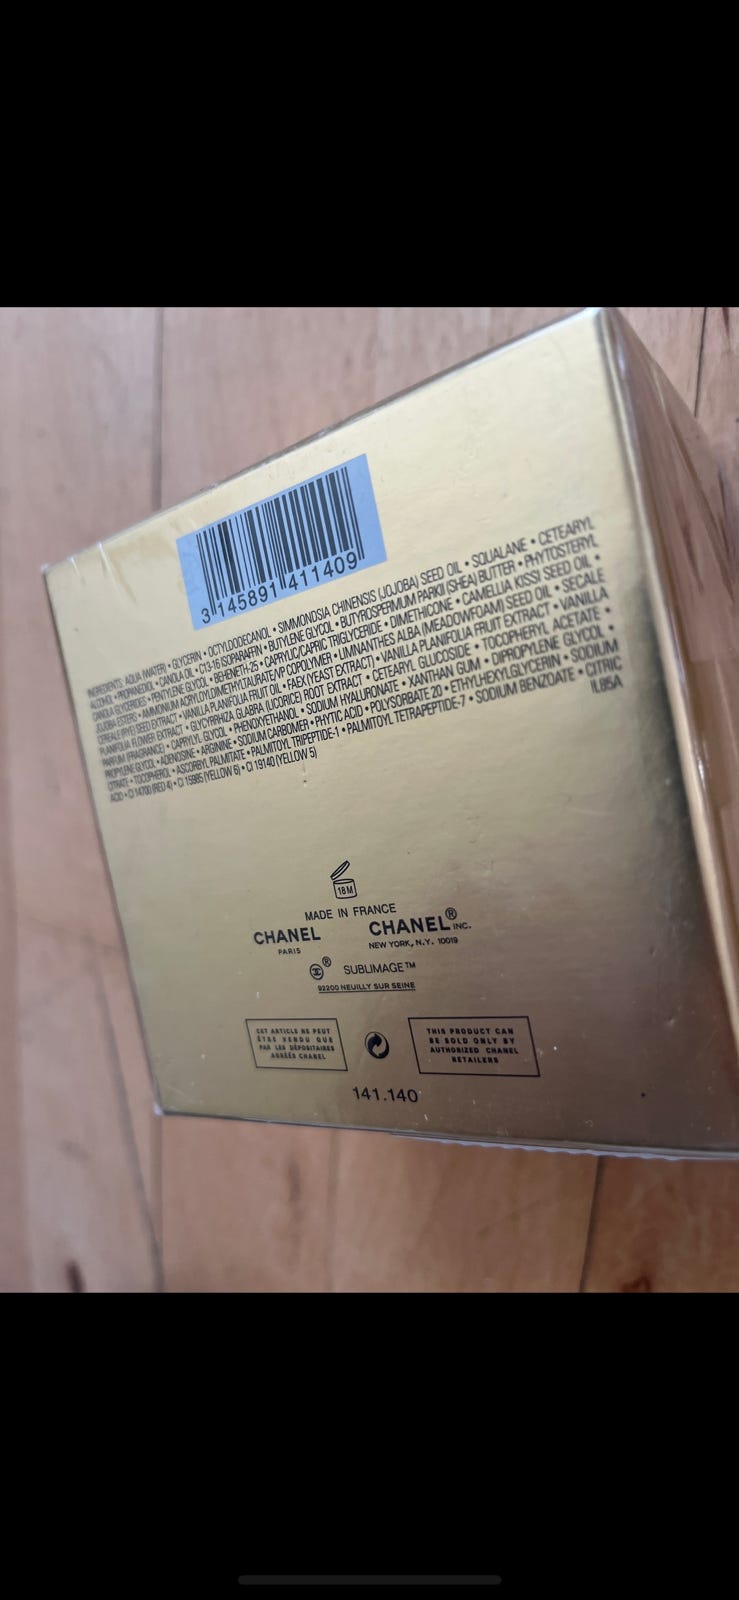 3 145891 411409
INGREDIENTS: AQUA (WATER) • GLYCERIN • OCTYLDODECANOL • SIMMONDSIA CHINENSIS (JOJOBA) SEED OIL • SQUALANE • CETEARYL
ALCOHOL • PROPANEDIOL • CANOLA OIL • C13-16 ISOPARAFFIN • BUTYLENE GLYCOL • BUTYROSPERMUM PARKII (SHEA) BUTTER • PHYTOSTERYL
CANOLA GLYCERIDES • PENTYLENE GLYCOL • BEHENETH-25 • CAPRYLIC/CAPRIC TRIGLYCERIDE • DIMETHICONE • CAMELLIA KISSI SEED OIL •
JOJOBA ESTERS • AMMONIUM ACRYLOYLDIMETHYLTAURATE/VP COPOLYMER • LIMNANTHES ALBA (MEADOWFOAM) SEED OIL • SECALE
CEREALE (RYE) SEED EXTRACT • VANILLA PLANIFOLIA FRUIT OIL • FAEX (YEAST EXTRACT) • VANILLA PLANIFOLIA FRUIT EXTRACT • VANILLA
PLANIFOLIA FLOWER EXTRACT • GLYCYRRHIZA GLABRA (LICORICE) ROOT EXTRACT • CETEARYL GLUCOSIDE • TOCOPHERYL ACETATE •
PARFUM (FRAGRANCE) • CAPRYLYL GLYCOL • PHENOXYETHANOL • SODIUM HYALURONATE • XANTHAN GUM • DIPROPYLENE GLYCOL •
PROPYLENE GLYCOL • ADENOSINE • ARGININE • SODIUM CARBOMER • PHYTIC ACID • POLYSORBATE 20 • ETHYLHEXYLGLYCERIN • SODIUM
CITRATE • TOCOPHEROL • ASCORBYL PALMITATE • PALMITOYL TRIPEPTIDE-1 • PALMITOYL TETRAPEPTIDE-7 • SODIUM BENZOATE • CITRIC
ACID • CI 14700 (RED 4) • CI 15985 (YELLOW 6) • CI 19140 (YELLOW 5)
IL85A
18M
MADE IN FRANCE
CHANEL
PARIS
CHANEL® INC.
NEW YORK, N.Y. 10019
® SUBLIMAGE™
92200 NEUILLY SUR SEINE
CET ARTICLE NE PEUT
ÊTRE VENDU QUE
PAR LES DÉPOSITAIRES
AGRÉÉS CHANEL
THIS PRODUCT CAN
BE SOLD ONLY BY
AUTHORIZED CHANEL
RETAILERS
141.140